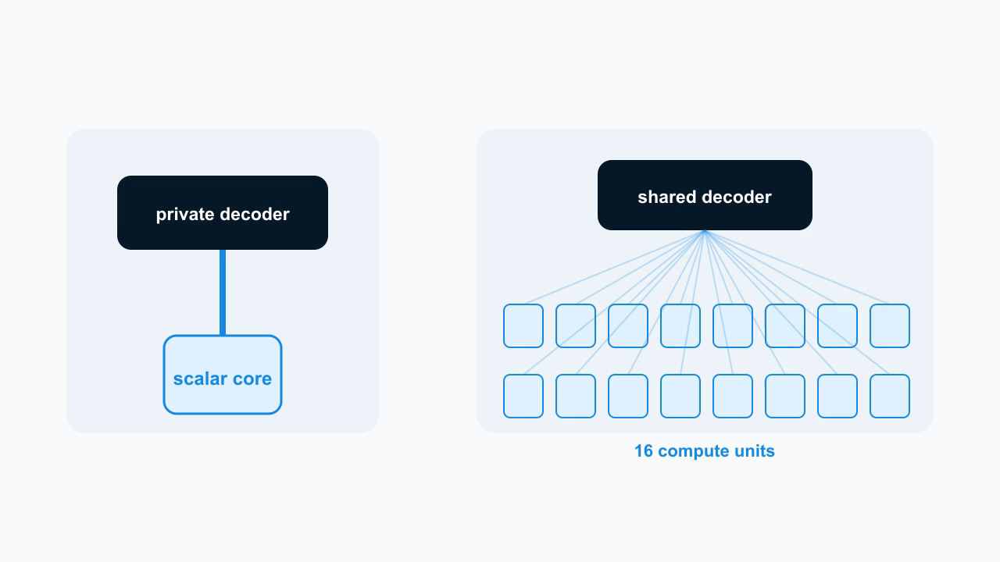 private decoder
scalar core
shared decoder
16 compute units